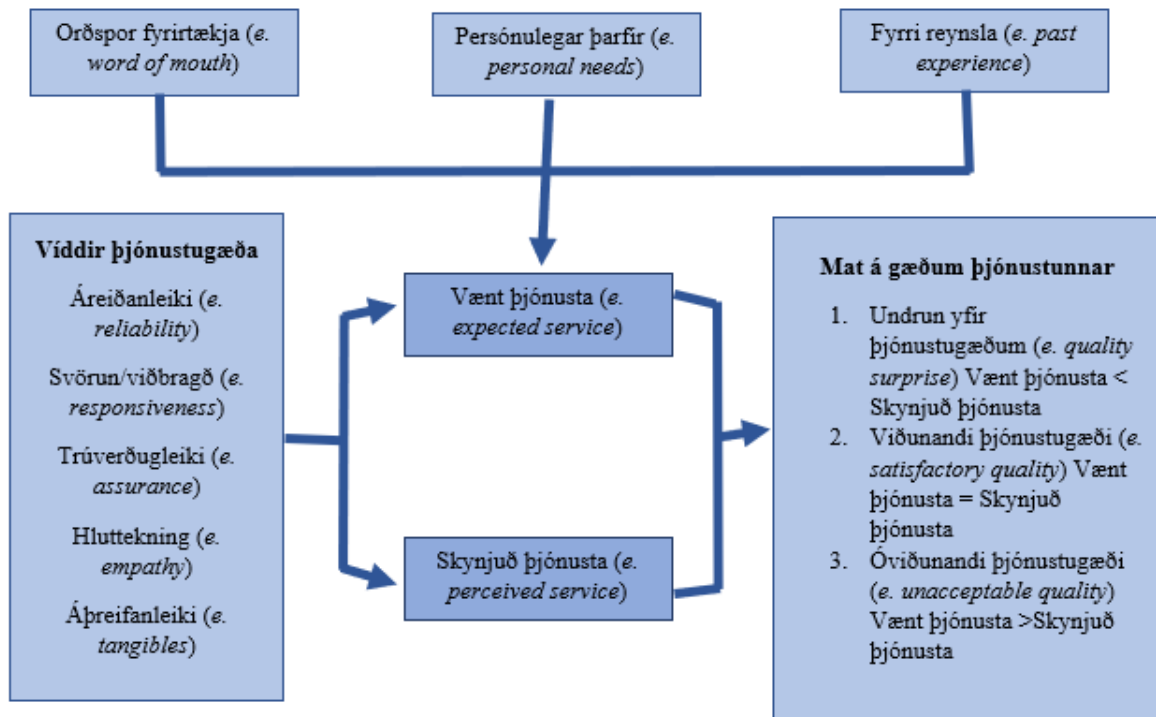 Orðspor fyrirtækja (e.
word of mouth)
Persónulegar þarfir (e.
personal needs)
Fyrri reynsla (e. past
experience)
Víddir þjónustugæða
Áreiðanleiki (e.
reliability)
Svörun/viðbragð (e.
responsiveness)
Trúverðugleiki (e.
assurance)
Hluttekning (e.
empathy)
Áþreifanleiki (e.
tangibles)
Vænt þjónusta (e.
expected service)
Skynjuð þjónusta (e.
perceived service)
Mat á gæðum þjónustunnar
1. Undrun yfir
þjónustugæðum (e. quality
surprise) Vænt þjónusta <
Skynjuð þjónusta
2. Viðunandi þjónustugæði (e.
satisfactory quality) Vænt
þjónusta = Skynjuð
þjónusta
3. Óviðunandi þjónustugæði
(e. unacceptable quality)
Vænt þjónusta >Skynjuð
þjónusta